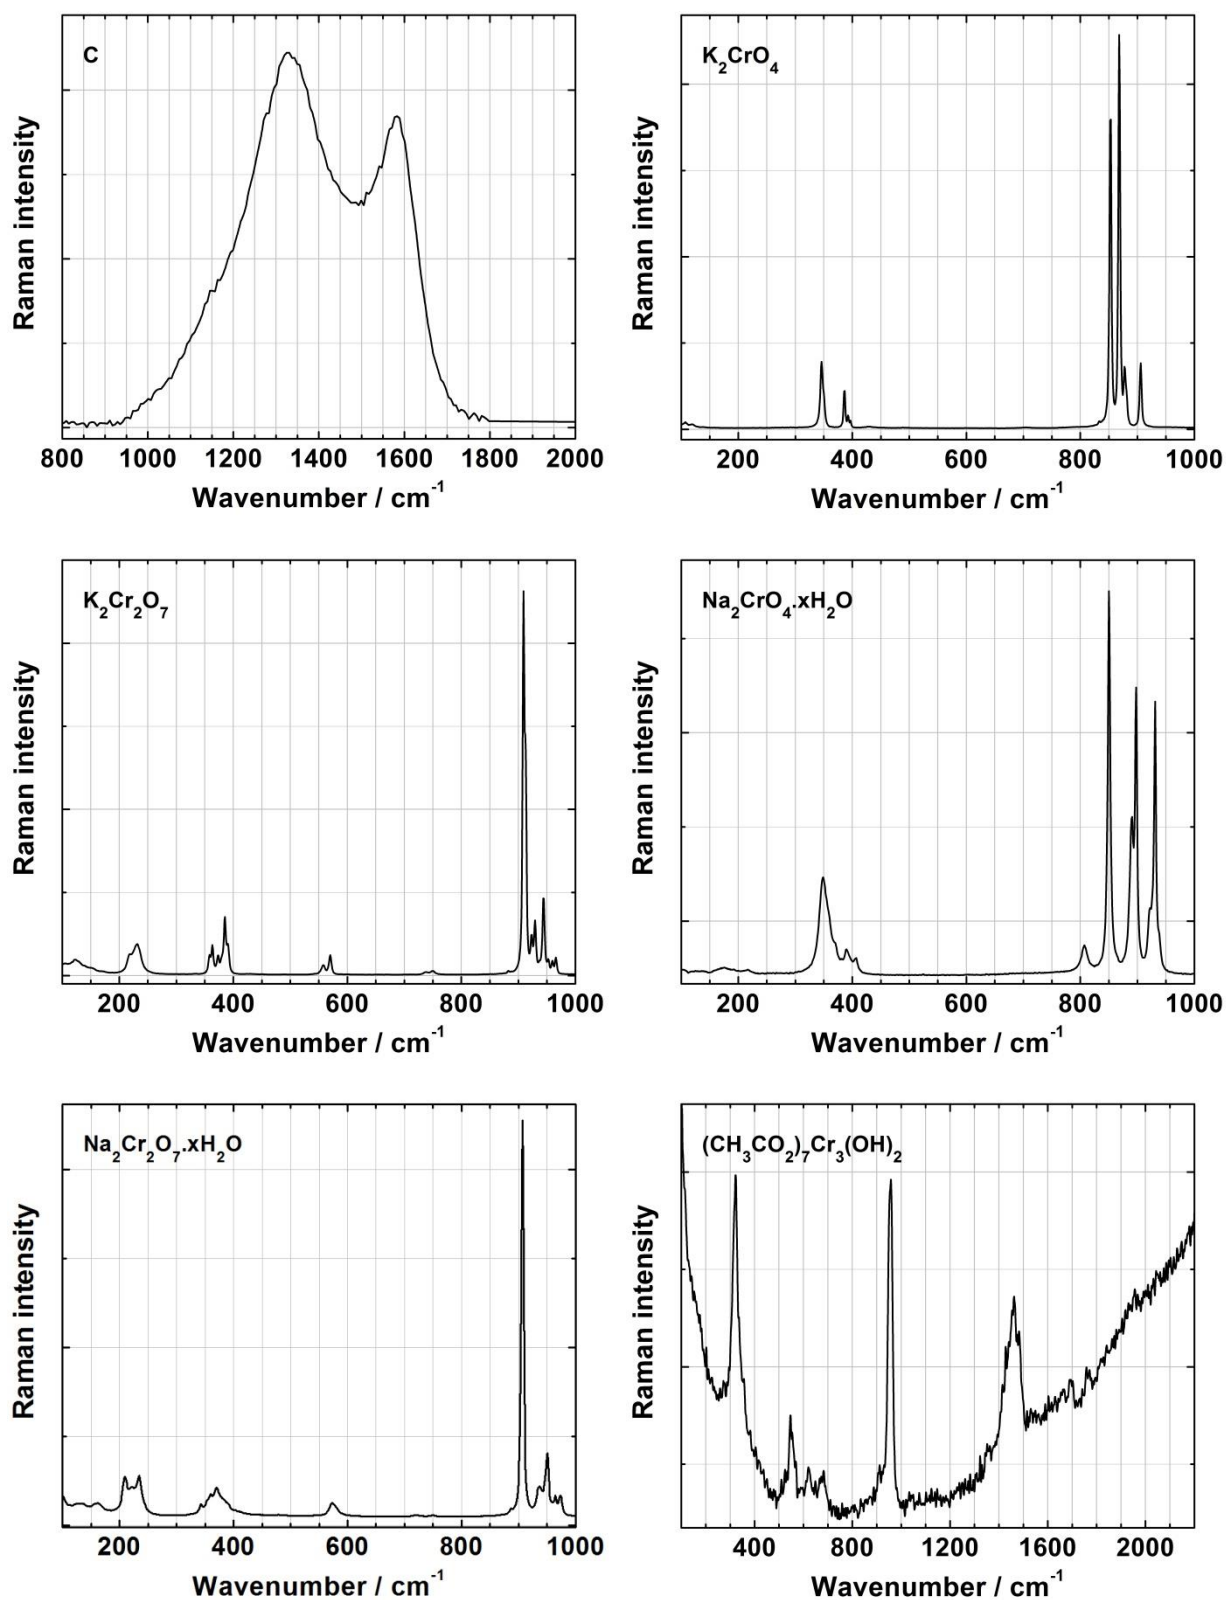 C
Raman intensity
800 1000 1200 1400 1600 1800 2000
Wavenumber / cm⁻¹
K₂CrO₄
Raman intensity
200 400 600 800 1000
Wavenumber / cm⁻¹
K₂Cr₂O₇
Raman intensity
200 400 600 800 1000
Wavenumber / cm⁻¹
Na₂CrO₄.xH₂O
Raman intensity
200 400 600 800 1000
Wavenumber / cm⁻¹
Na₂Cr₂O₇.xH₂O
Raman intensity
200 400 600 800 1000
Wavenumber / cm⁻¹
(CH₃CO₂)₇Cr₃(OH)₂
Raman intensity
400 800 1200 1600 2000
Wavenumber / cm⁻¹